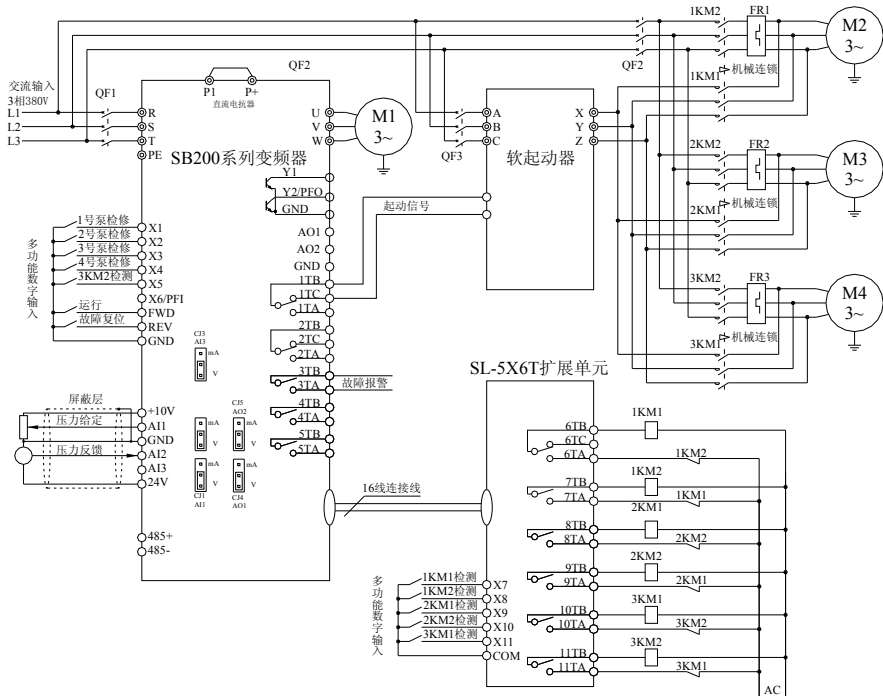 1KM2
FR1
M2
3~
QF2
机械连锁
1KM1
交流输入
3相380V
QF1
L1
L2
L3
P1
P+
直流电抗器
QF2
R
S
T
PE
U
V
W
M1
3~
SB200系列变频器
QF3
A
B
C
X
Y
Z
软起动器
起动信号
2KM2
FR2
M3
3~
机械连锁
2KM1
3KM2
FR3
M4
3~
机械连锁
3KM1
Y1
Y2/PFO
GND
AO1
AO2
GND
1TB
1TC
1TA
2TB
2TC
2TA
3TB
3TA
故障报警
4TB
4TA
5TB
5TA
多功能数字输入
1号泵检修
2号泵检修
3号泵检修
4号泵检修
3KM2检测
运行
故障复位
X1
X2
X3
X4
X5
X6/PFI
FWD
REV
GND
CJ3
AI3
mA
V
屏蔽层
压力给定
压力反馈
+10V
AI1
GND
AI2
AI3
24V
mA
V
CJ5
AO2
mA
V
mA
V
CJ1
AI1
mA
V
CJ4
AO1
485+
485-
16线连接线
SL-5X6T扩展单元
6TB
6TC
6TA
7TB
7TA
8TB
8TA
9TB
9TA
10TB
10TA
11TB
11TA
1KM1
1KM2
1KM2
1KM1
2KM1
2KM2
2KM2
2KM1
3KM1
3KM2
3KM2
3KM1
AC
多功能数字输入
1KM1检测
1KM2检测
2KM1检测
2KM2检测
3KM1检测
X7
X8
X9
X10
X11
COM